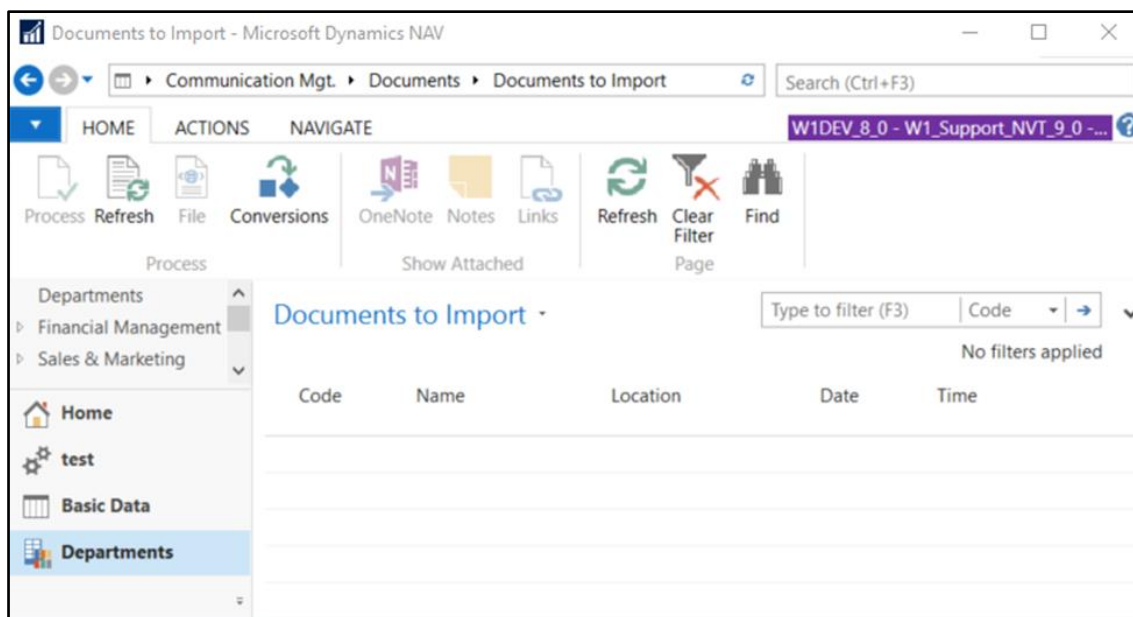 Documents to Import - Microsoft Dynamics NAV
Communication Mgt. Documents Documents to Import
Search (Ctrl+F3)
HOME ACTIONS NAVIGATE
W1DEV_8_0 - W1_Support_NVT_9_0 -...
Process Refresh File Conversions OneNote Notes Links Refresh Clear Filter Find
Process Show Attached Page
Departments
Financial Management
Sales & Marketing
Home
test
Basic Data
Departments
Documents to Import
Type to filter (F3) Code
No filters applied
Code Name Location Date Time